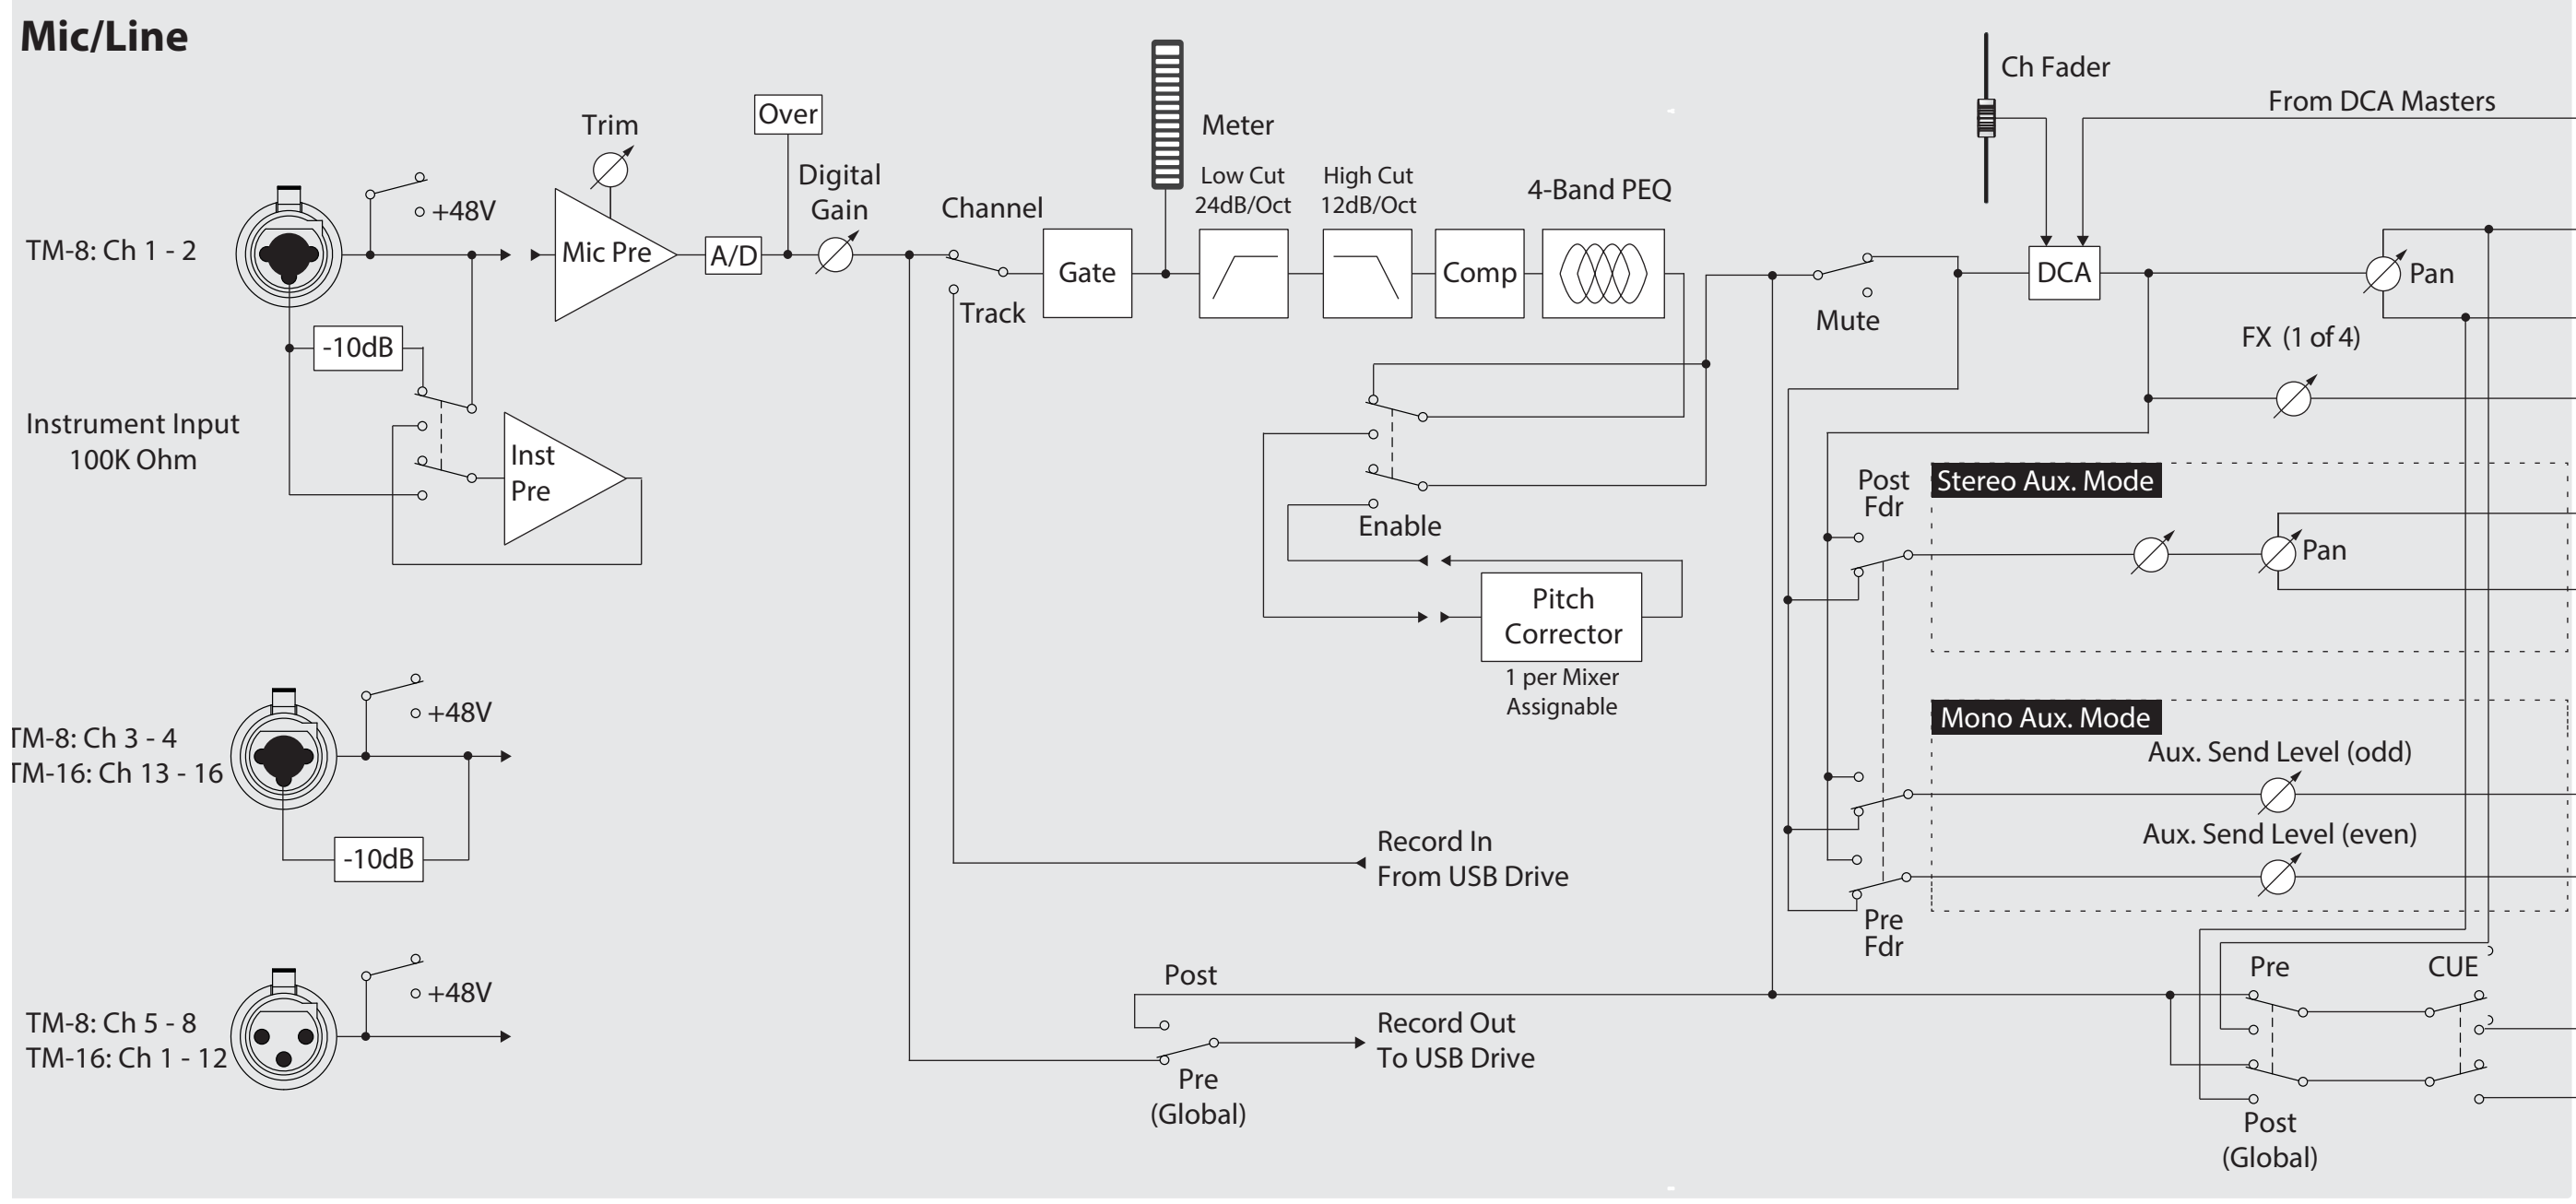 Mic/Line
Ch Fader
From DCA Masters
Over
Trim
Meter
Digital
Gain
Low Cut
24dB/Oct
High Cut
12dB/Oct
4-Band PEQ
Channel
+48V
TM-8: Ch 1 - 2
Mic Pre
A/D
Gate
Comp
DCA
Pan
Track
Mute
FX (1 of 4)
-10dB
Instrument Input
100K Ohm
Inst
Pre
Post
Fdr
Stereo Aux. Mode
Enable
Pan
Pitch
Corrector
1 per Mixer
Assignable
+48V
TM-8: Ch 3 - 4
TM-16: Ch 13 - 16
Mono Aux. Mode
Aux. Send Level (odd)
-10dB
Record In
From USB Drive
Aux. Send Level (even)
Pre
Fdr
+48V
TM-8: Ch 5 - 8
TM-16: Ch 1 - 12
Post
Pre
CUE
Record Out
To USB Drive
Pre
(Global)
Post
(Global)